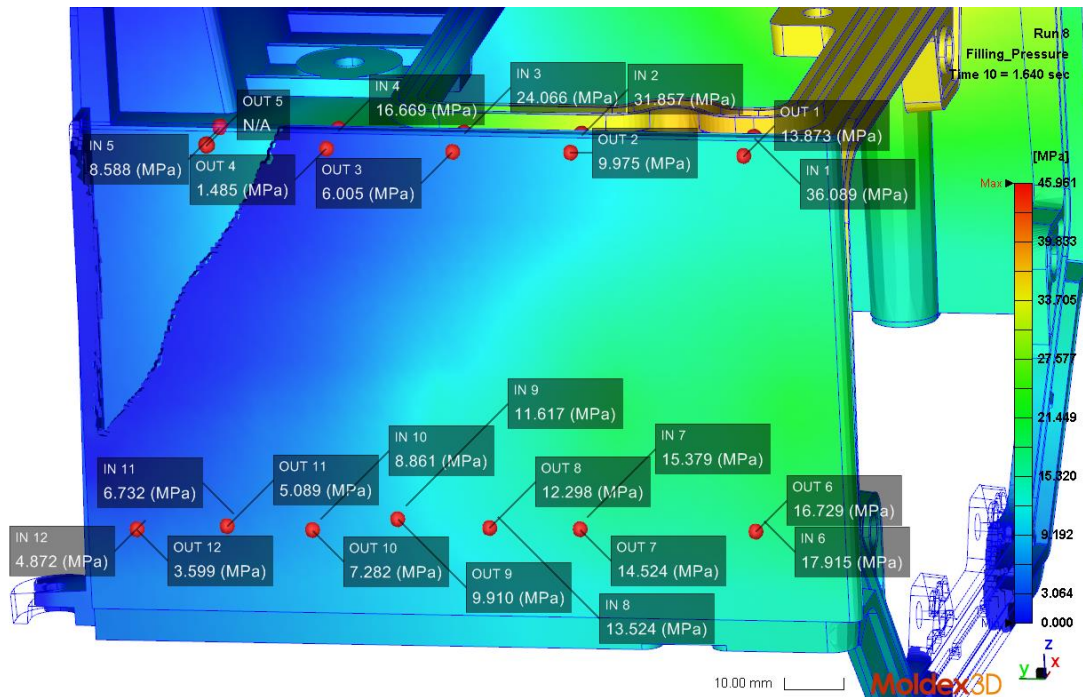 Run 8
Filling_Pressure
Time 10 = 1.640 sec
IN 3
24.066 (MPa)
IN 2
31.857 (MPa)
IN 4
16.669 (MPa)
OUT 5
N/A
OUT 1
13.873 (MPa)
IN 5
8.588 (MPa)
OUT 4
1.485 (MPa)
OUT 3
6.005 (MPa)
OUT 2
9.975 (MPa)
IN 1
36.089 (MPa)
[MPa]
Max
45.961
39.833
33.705
27.577
21.449
15.320
9.192
3.064
0.000
IN 9
11.617 (MPa)
IN 10
8.861 (MPa)
IN 7
15.379 (MPa)
IN 11
6.732 (MPa)
OUT 11
5.089 (MPa)
OUT 8
12.298 (MPa)
OUT 6
16.729 (MPa)
IN 12
4.872 (MPa)
OUT 12
3.599 (MPa)
OUT 10
7.282 (MPa)
OUT 9
9.910 (MPa)
OUT 7
14.524 (MPa)
IN 6
17.915 (MPa)
IN 8
13.524 (MPa)
z
y
x
10.00 mm
Moldex3D